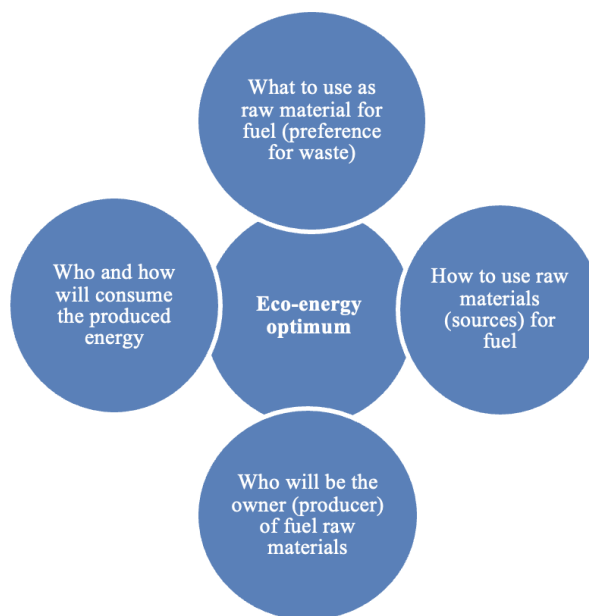 What to use as
raw material for
fuel (preference
for waste)
Who and how
will consume
the produced
energy
Eco-energy
optimum
How to use raw
materials
(sources) for
fuel
Who will be the
owner (producer)
of fuel raw
materials